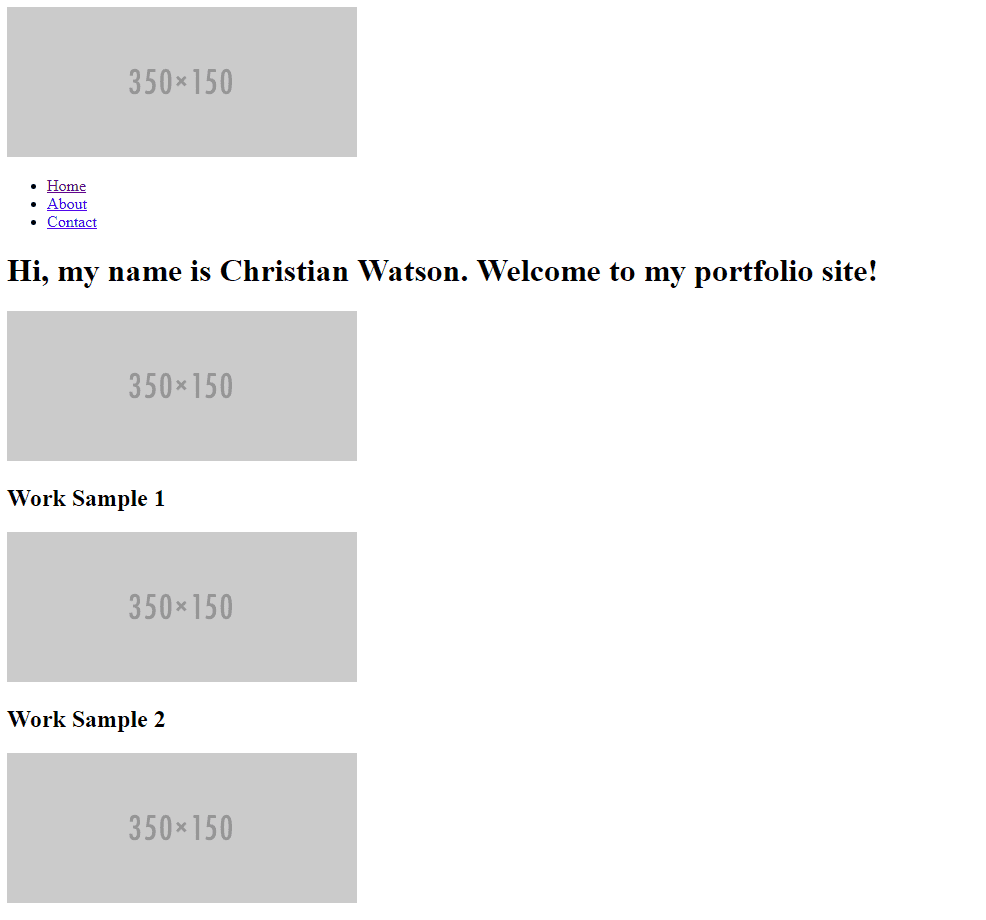 350×150
Home
About
Contact
Hi, my name is Christian Watson. Welcome to my portfolio site!
350×150
Work Sample 1
350×150
Work Sample 2
350×150